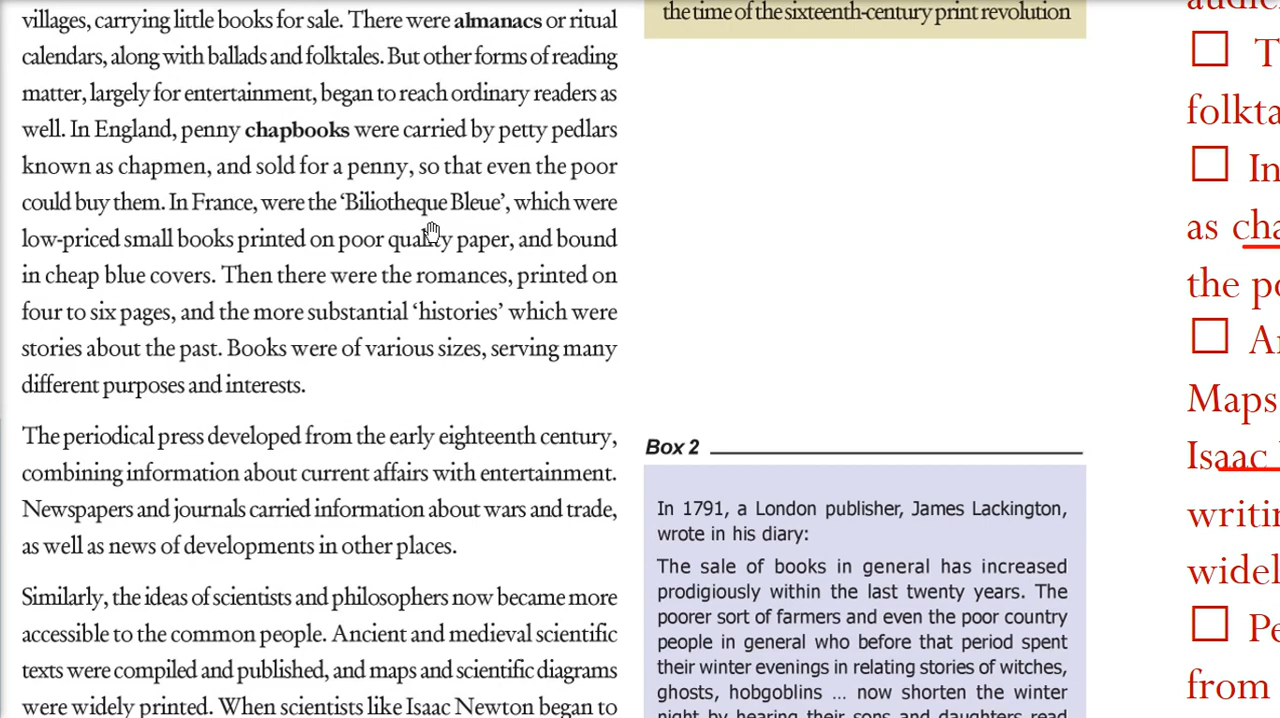 villages, carrying little books for sale. There were almanacs or ritual
calendars, along with ballads and folktales. But other forms of reading
matter, largely for entertainment, began to reach ordinary readers as
well. In England, penny chapbooks were carried by petty pedlars
known as chapmen, and sold for a penny, so that even the poor
could buy them. In France, were the ‘Biliotheque Bleue’, which were
low-priced small books printed on poor quality paper, and bound
in cheap blue covers. Then there were the romances, printed on
four to six pages, and the more substantial ‘histories’ which were
stories about the past. Books were of various sizes, serving many
different purposes and interests.
The periodical press developed from the early eighteenth century,
combining information about current affairs with entertainment.
Newspapers and journals carried information about wars and trade,
as well as news of developments in other places.
Similarly, the ideas of scientists and philosophers now became more
accessible to the common people. Ancient and medieval scientific
texts were compiled and published, and maps and scientific diagrams
were widely printed. When scientists like Isaac Newton began to
the time of the sixteenth-century print revolution
Box 2
In 1791, a London publisher, James Lackington,
wrote in his diary:
The sale of books in general has increased
prodigiously within the last twenty years. The
poorer sort of farmers and even the poor country
people in general who before that period spent
their winter evenings in relating stories of witches,
ghosts, hobgoblins ... now shorten the winter
night by hearing their sons and daughters read
audie
☐ T
folkta
☐ In
as cha
the po
☐ An
Maps
Isaac
writin
widel
☐ Pe
from